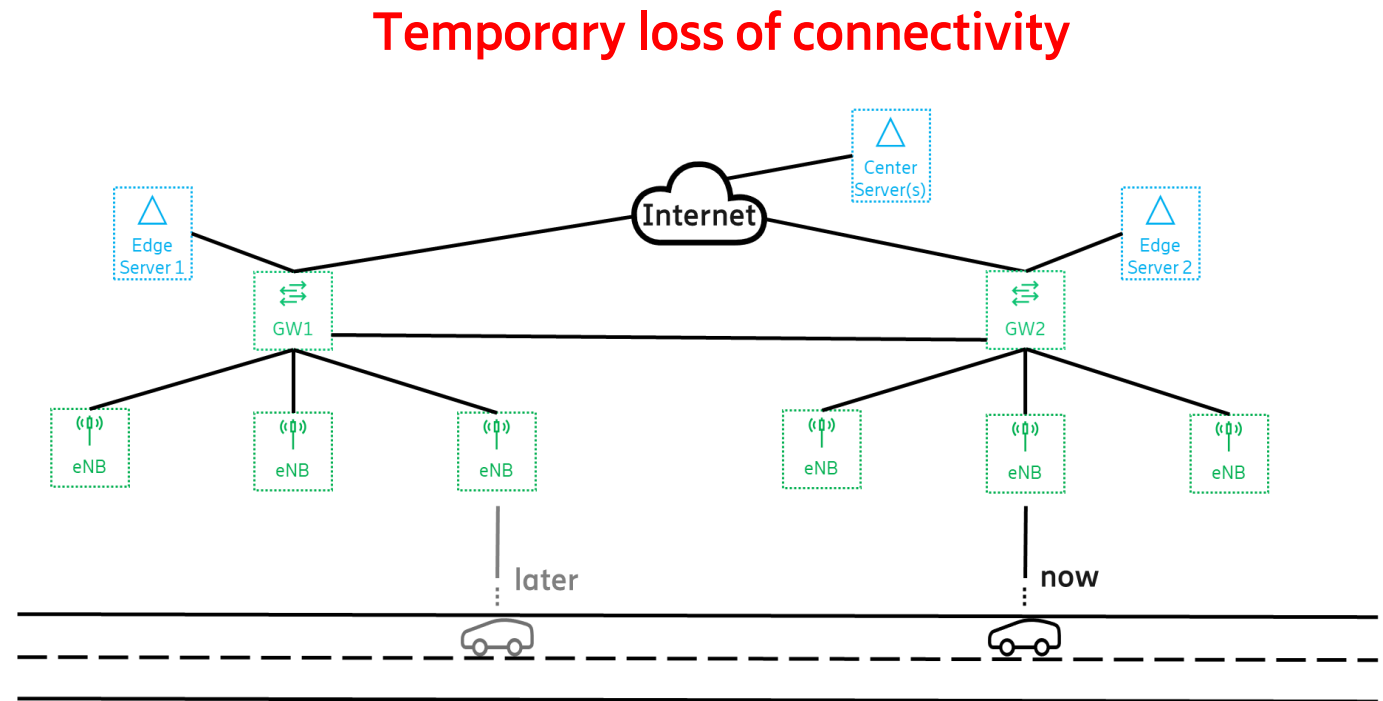 Temporary loss of connectivity
Center
Server(s)
Internet
Edge
Server 1
Edge
Server 2
GW1
GW2
eNB
eNB
eNB
eNB
eNB
eNB
later
now